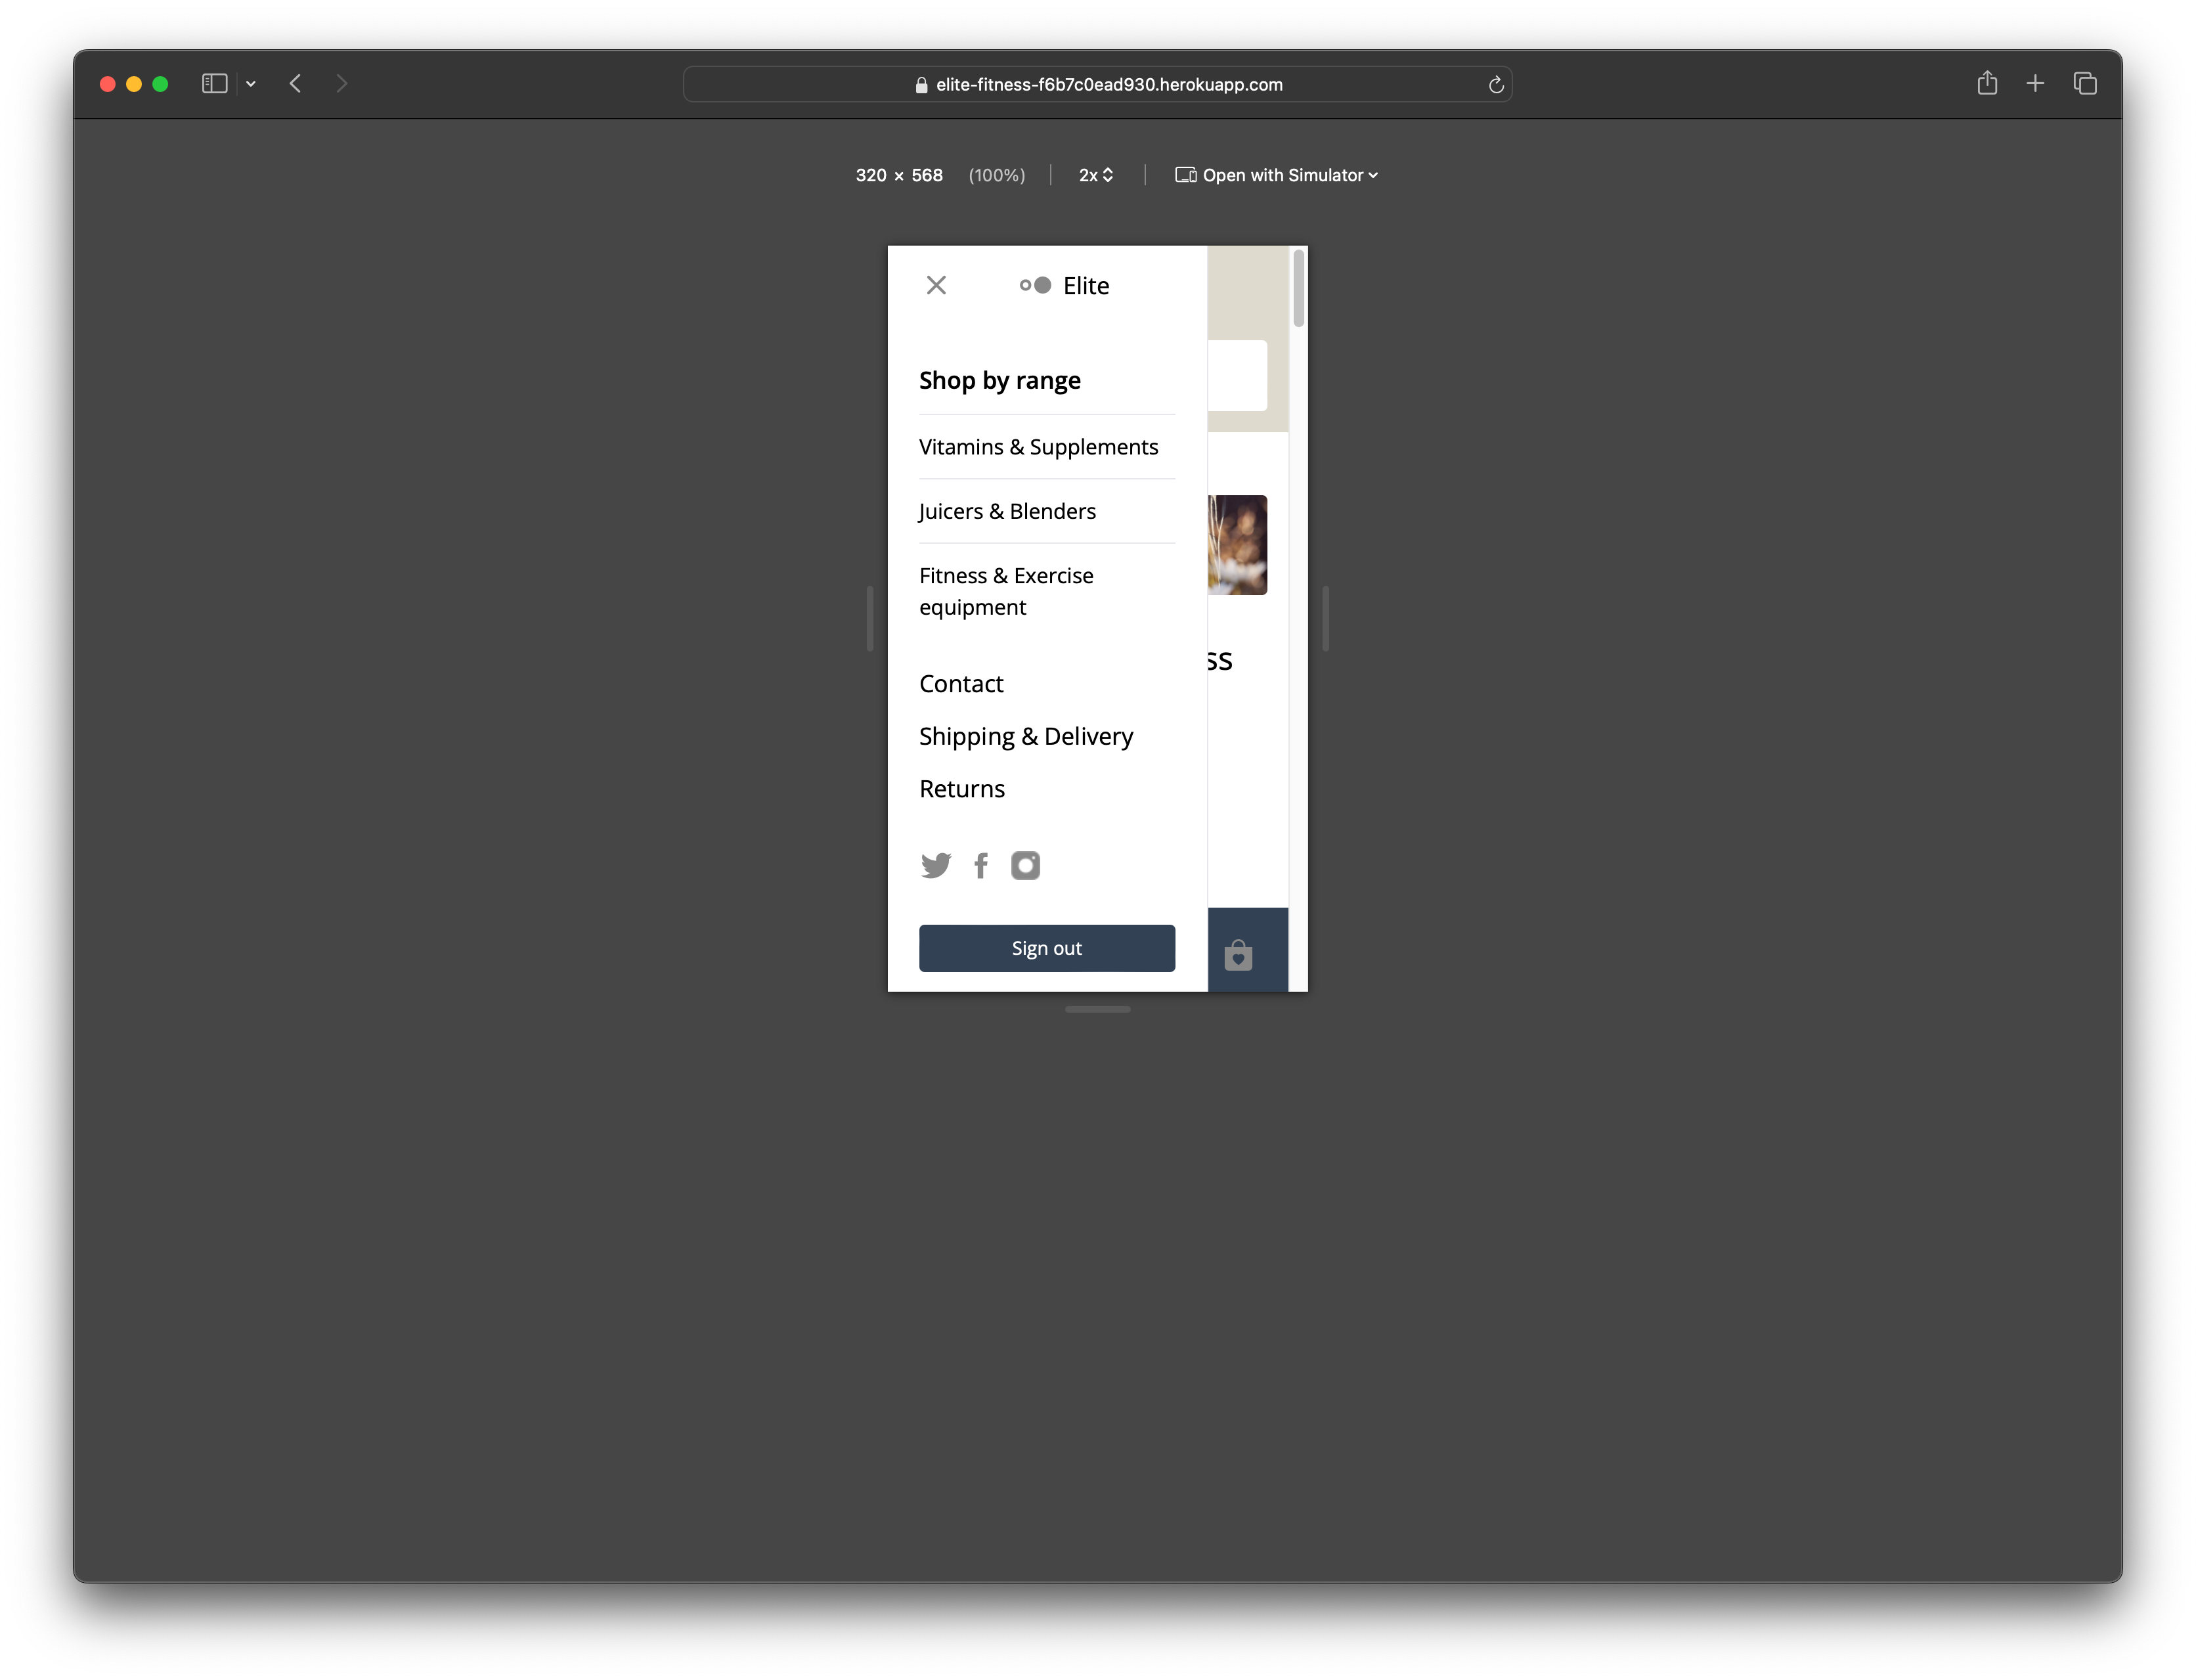 elite-fitness-f6b7c0ead930.herokuapp.com
320 × 568 (100%) 2x Open with Simulator
Elite
Shop by range
Vitamins & Supplements
Juicers & Blenders
Fitness & Exercise
equipment
ss
Contact
Shipping & Delivery
Returns
Sign out